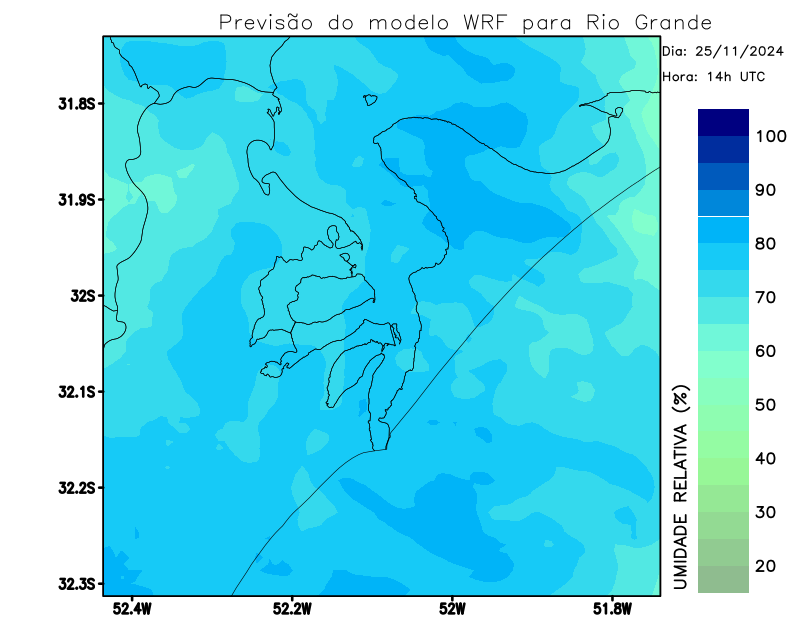 Previsão do modelo WRF para Rio Grande
Dia: 25/11/2024
Hora: 14h UTC
31.8S
31.9S
32S
32.1S
32.2S
32.3S
52.4W
52.2W
52W
51.8W
100
90
80
70
60
50
40
30
20
UMIDADE RELATIVA (%)